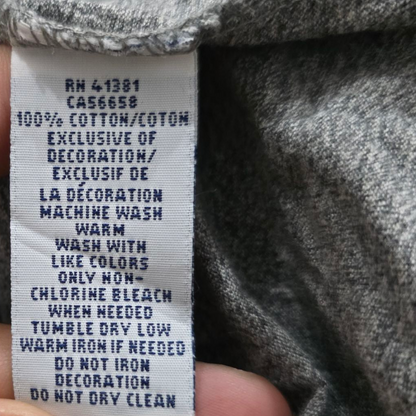 RN 41381
CA56658
100% COTTON/COTON
EXCLUSIVE OF
DECORATION/
EXCLUSIF DE
LA DÉCORATION
MACHINE WASH
WARM
WASH WITH
LIKE COLORS
ONLY NON-
CHLORINE BLEACH
WHEN NEEDED
TUMBLE DRY LOW
WARM IRON IF NEEDED
DO NOT IRON
DECORATION
DO NOT DRY CLEAN